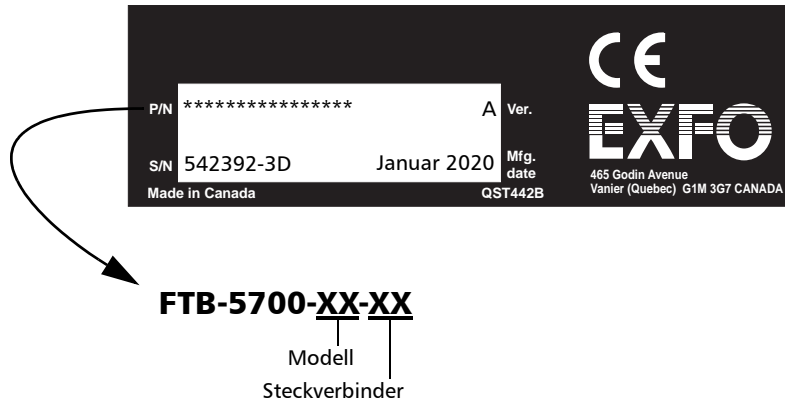 CE
EXFO
P/N *************** A Ver.
S/N 542392-3D Januar 2020 Mfg. date
Made in Canada QST442B
465 Godin Avenue
Vanier (Quebec) G1M 3G7 CANADA
FTB-5700-XX-XX
Modell
Steckverbinder